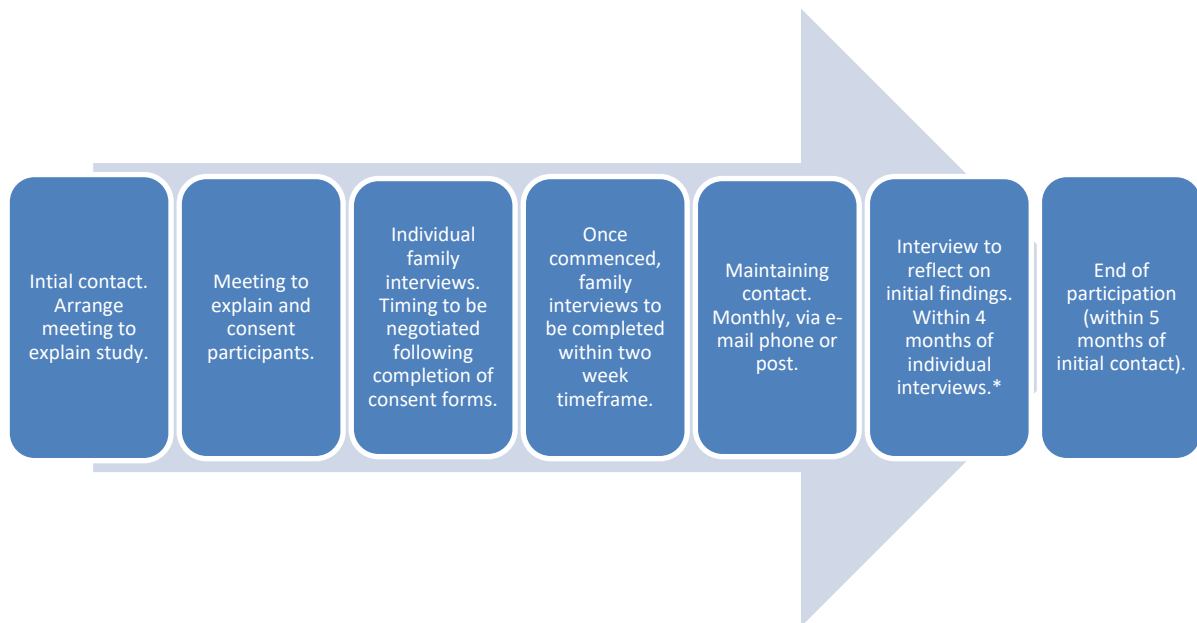 Intial contact.
Arrange
meeting to
explain study.
Meeting to
explain and
consent
participants.
Individual
family
interviews.
Timing to be
negotiated
following
completion of
consent forms.
Once
commenced,
family
interviews to
be completed
within two
week
timeframe.
Maintaining
contact.
Monthly, via e-
mail phone or
post.
Interview to
reflect on
initial findings.
Within 4
months of
individual
interviews.*
End of
participation
(within 5
months of
initial contact).